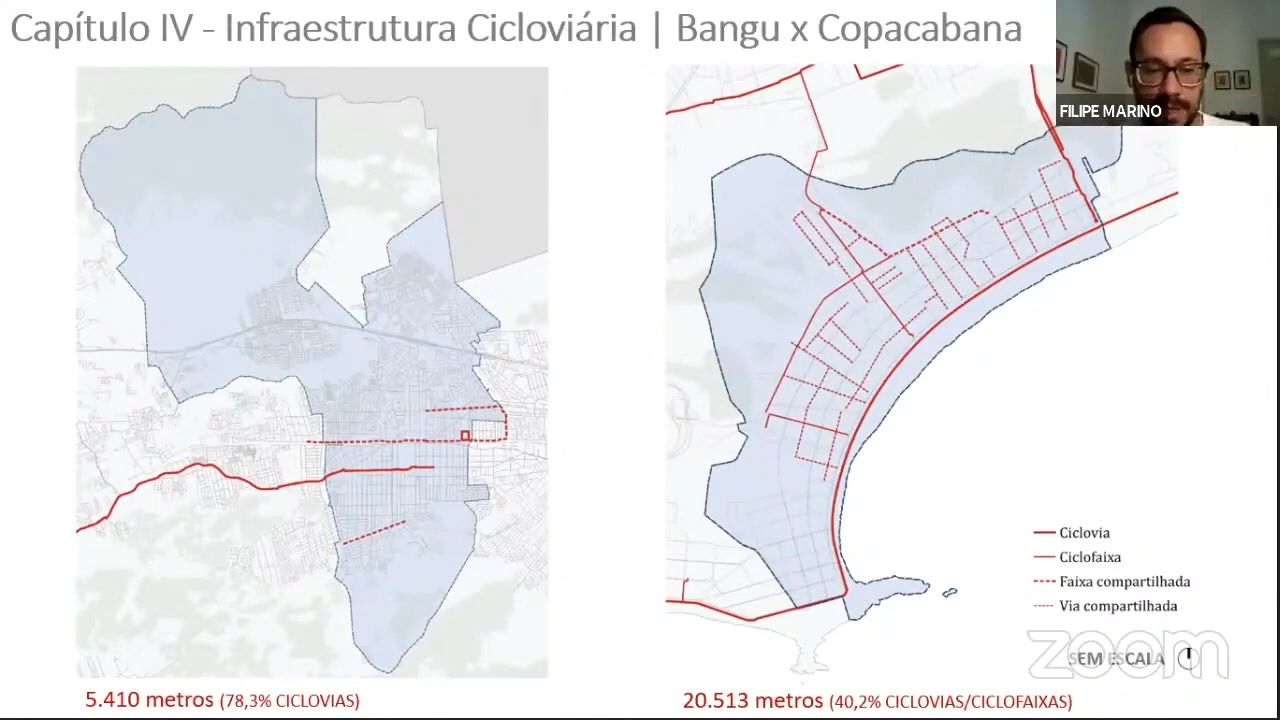 Capítulo IV - Infraestrutura Cicloviária | Bangu x Copacabana
FILIPE MARINO
Ciclovia
Ciclofaixa
Faixa compartilhada
Via compartilhada
SEM ESCALA
zoom
5.410 metros (78,3% CICLOVIAS)
20.513 metros (40,2% CICLOVIAS/CICLOFAIXAS)